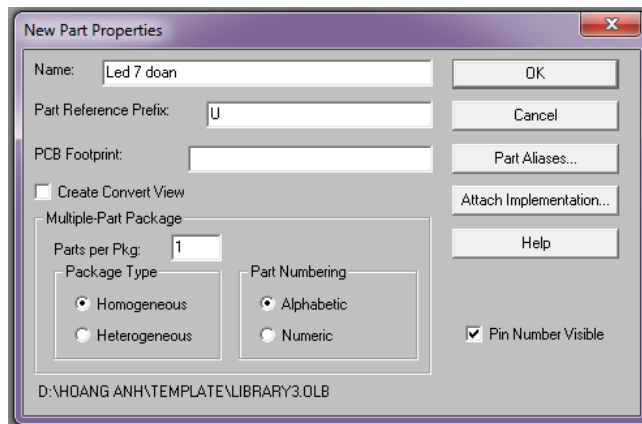 New Part Properties
Name: Led 7 doan
OK
Part Reference Prefix: U
Cancel
PCB Footprint:
Part Aliases...
Create Convert View
Attach Implementation...
Multiple-Part Package
Parts per Pkg: 1
Help
Package Type
Part Numbering
Homogeneous
Alphabetic
Heterogeneous
Numeric
Pin Number Visible
D:\HOANG ANH\TEMPLATE\LIBRARY3.OLB